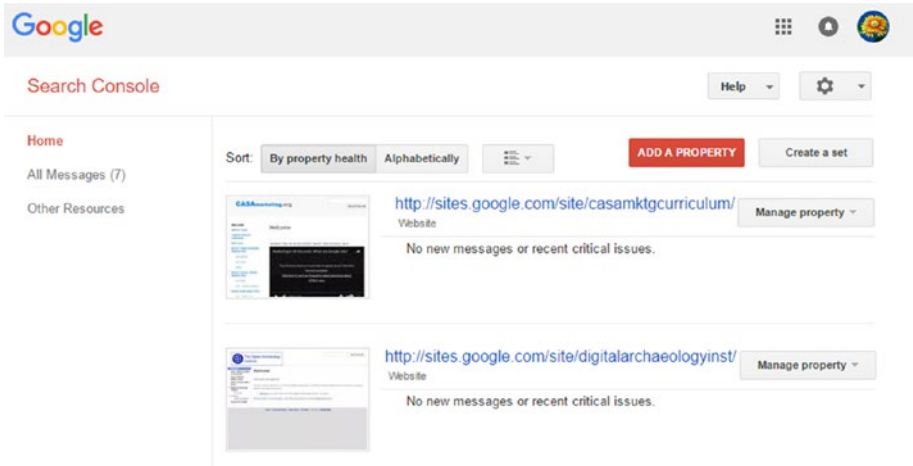 Google
Search Console
Help
Home
All Messages (7)
Other Resources
Sort: By property health Alphabetically
ADD A PROPERTY
Create a set
CASAmarketing.org
http://sites.google.com/site/casamktgcurriculum/
Manage property
Website
No new messages or recent critical issues.
http://sites.google.com/site/digitalarchaeologyinst/
Manage property
Website
No new messages or recent critical issues.